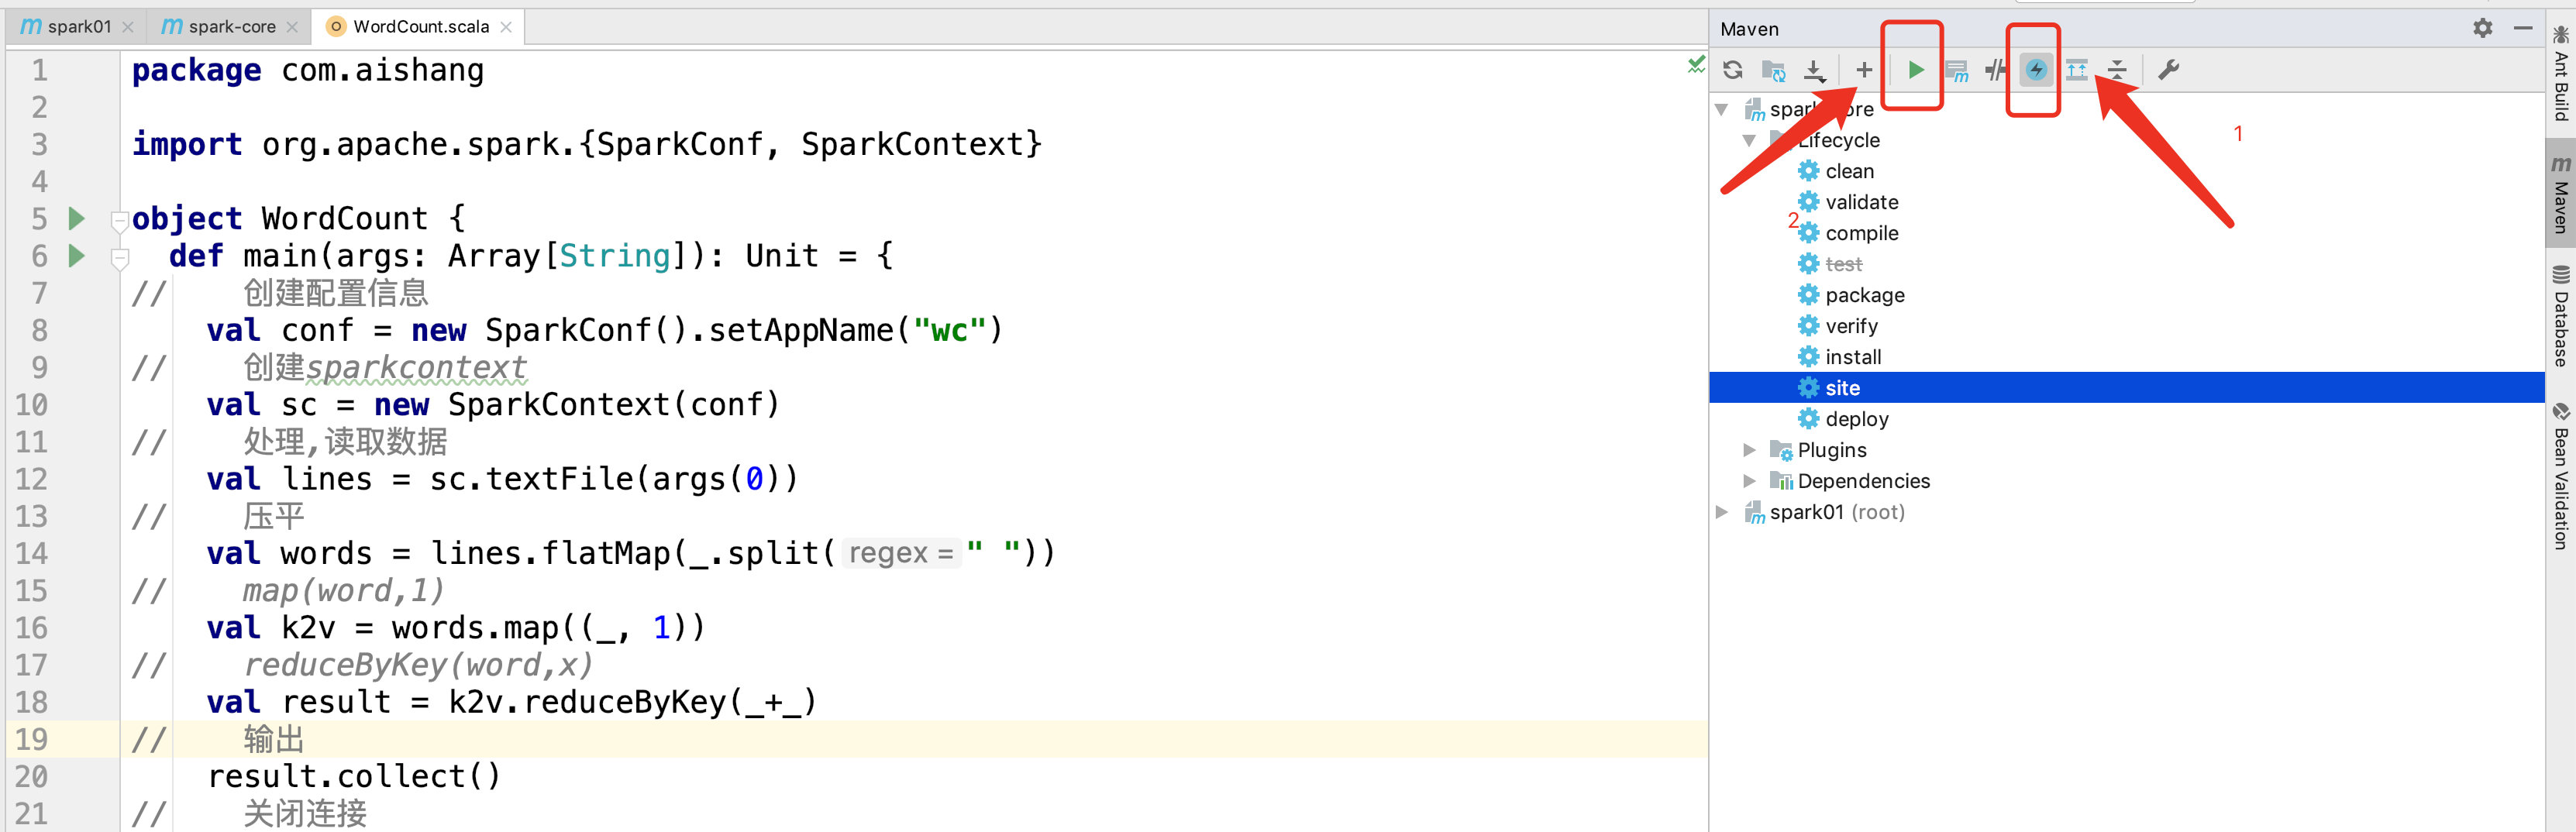 spark01 spark-core WordCount.scala
1 package com.aishang
2
3 import org.apache.spark.{SparkConf, SparkContext}
4
5 object WordCount {
6 def main(args: Array[String]): Unit = {
7 // 创建配置信息
8 val conf = new SparkConf().setAppName("wc")
9 // 创建sparkcontext
10 val sc = new SparkContext(conf)
11 // 处理,读取数据
12 val lines = sc.textFile(args(0))
13 // 压平
14 val words = lines.flatMap(_.split( regex = " "))
15 // map(word,1)
16 val k2v = words.map((_, 1))
17 // reduceByKey(word,x)
18 val result = k2v.reduceByKey(_+_)
19 // 输出
20 result.collect()
21 // 关闭连接
Maven
1
spark-core
Lifecycle
clean
validate
2
compile
test
package
verify
install
site
deploy
Plugins
Dependencies
spark01 (root)
Ant Build
Maven
Database
Bean Validation